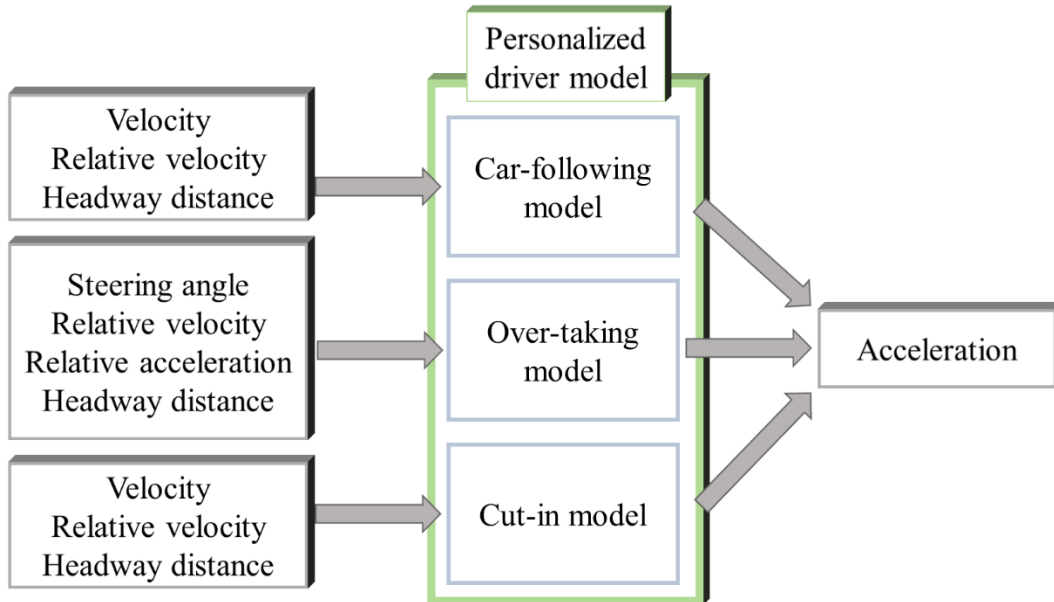 Personalized
driver model
Velocity
Relative velocity
Headway distance
Car-following
model
Steering angle
Relative velocity
Relative acceleration
Headway distance
Over-taking
model
Acceleration
Velocity
Relative velocity
Headway distance
Cut-in model